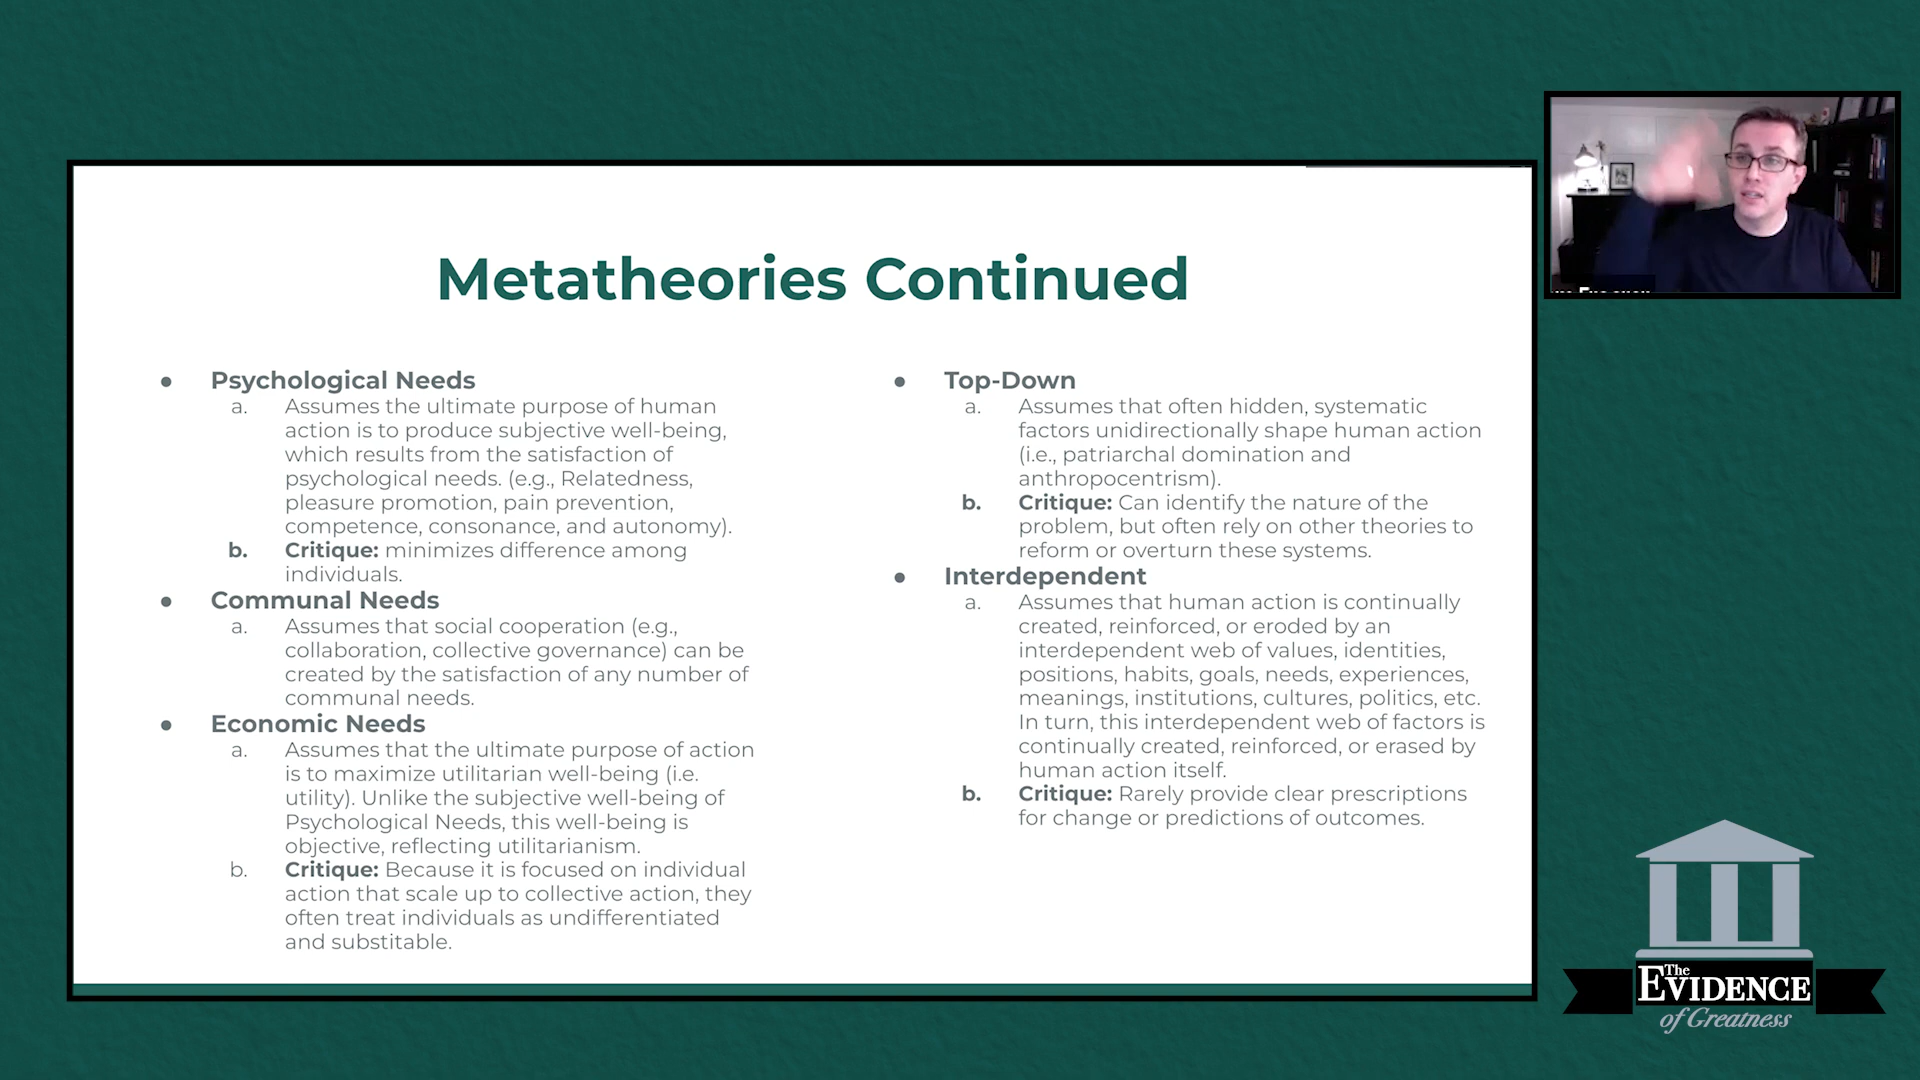 Metatheories Continued
● Psychological Needs
a. Assumes the ultimate purpose of human
action is to produce subjective well-being,
which results from the satisfaction of
psychological needs. (e.g., Relatedness,
pleasure promotion, pain prevention,
competence, consonance, and autonomy).
b. Critique: minimizes difference among
individuals.
● Communal Needs
a. Assumes that social cooperation (e.g.,
collaboration, collective governance) can be
created by the satisfaction of any number of
communal needs.
● Economic Needs
a. Assumes that the ultimate purpose of action
is to maximize utilitarian well-being (i.e.
utility). Unlike the subjective well-being of
Psychological Needs, this well-being is
objective, reflecting utilitarianism.
b. Critique: Because it is focused on individual
action that scale up to collective action, they
often treat individuals as undifferentiated
and substitable.
● Top-Down
a. Assumes that often hidden, systematic
factors unidirectionally shape human action
(i.e., patriarchal domination and
anthropocentrism).
b. Critique: Can identify the nature of the
problem, but often rely on other theories to
reform or overturn these systems.
● Interdependent
a. Assumes that human action is continually
created, reinforced, or eroded by an
interdependent web of values, identities,
positions, habits, goals, needs, experiences,
meanings, institutions, cultures, politics, etc.
In turn, this interdependent web of factors is
continually created, reinforced, or erased by
human action itself.
b. Critique: Rarely provide clear prescriptions
for change or predictions of outcomes.
The
EVIDENCE
of Greatness